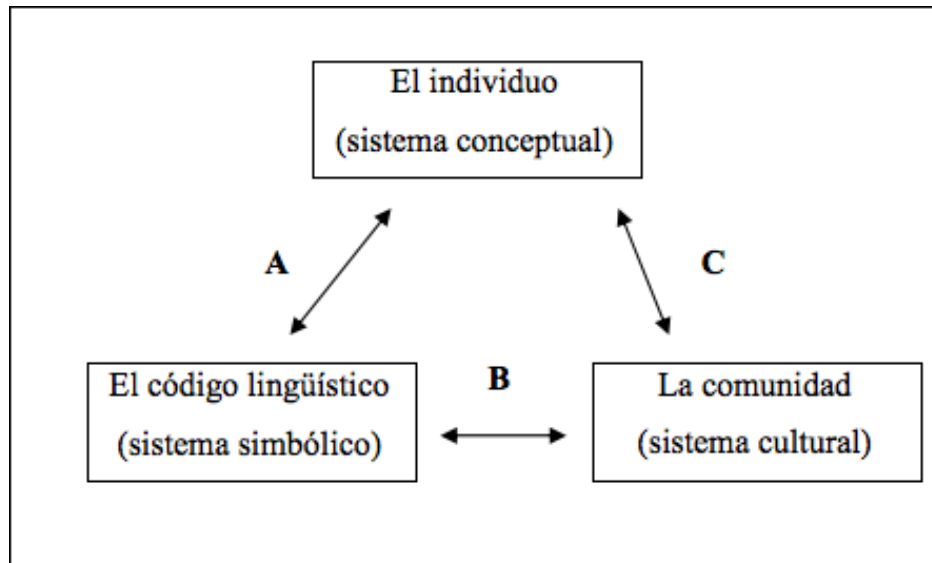 El individuo
(sistema conceptual)
A
C
El código lingüístico
(sistema simbólico)
B
La comunidad
(sistema cultural)